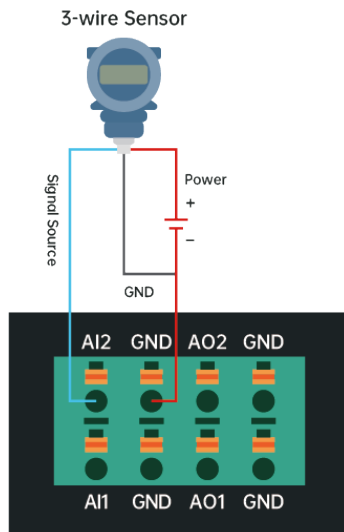 3-wire Sensor
Signal Source
Power
+
−
GND
AI2 GND AO2 GND
AI1 GND AO1 GND